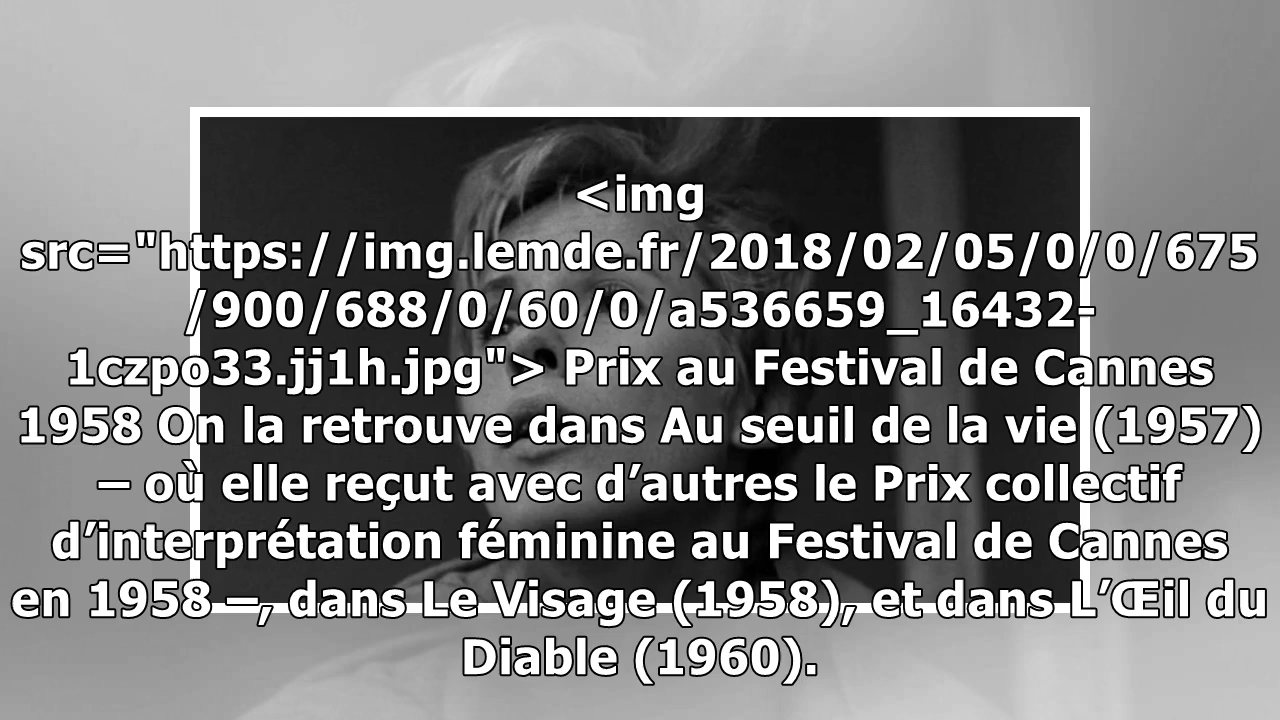 <img
src="https://img.lemde.fr/2018/02/05/0/0/675
/900/688/0/60/0/a536659_16432-
1czpo33.jj1h.jpg"> Prix au Festival de Cannes
1958 On la retrouve dans Au seuil de la vie (1957)
– où elle reçut avec d’autres le Prix collectif
d’interprétation féminine au Festival de Cannes
en 1958 –, dans Le Visage (1958), et dans L’Œil du
Diable (1960).